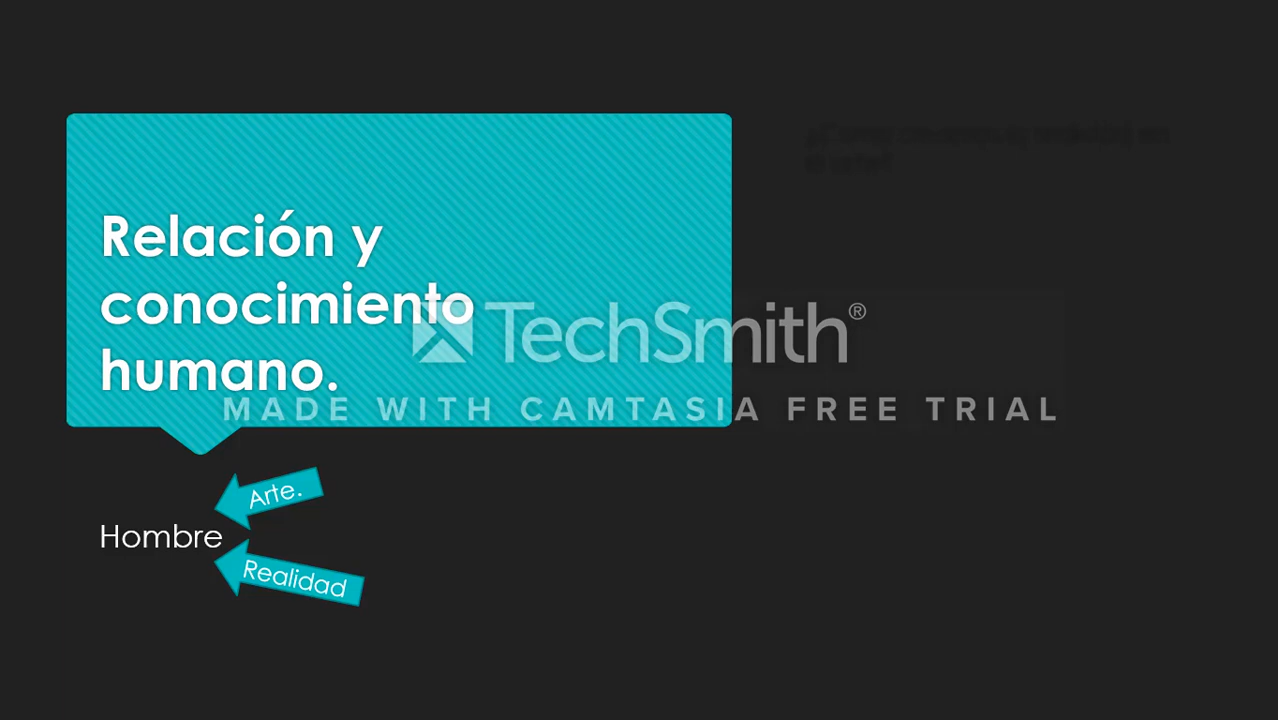 Relación y
conocimiento
humano.
TechSmith®
MADE WITH CAMTASIA FREE TRIAL
Arte.
Hombre
Realidad